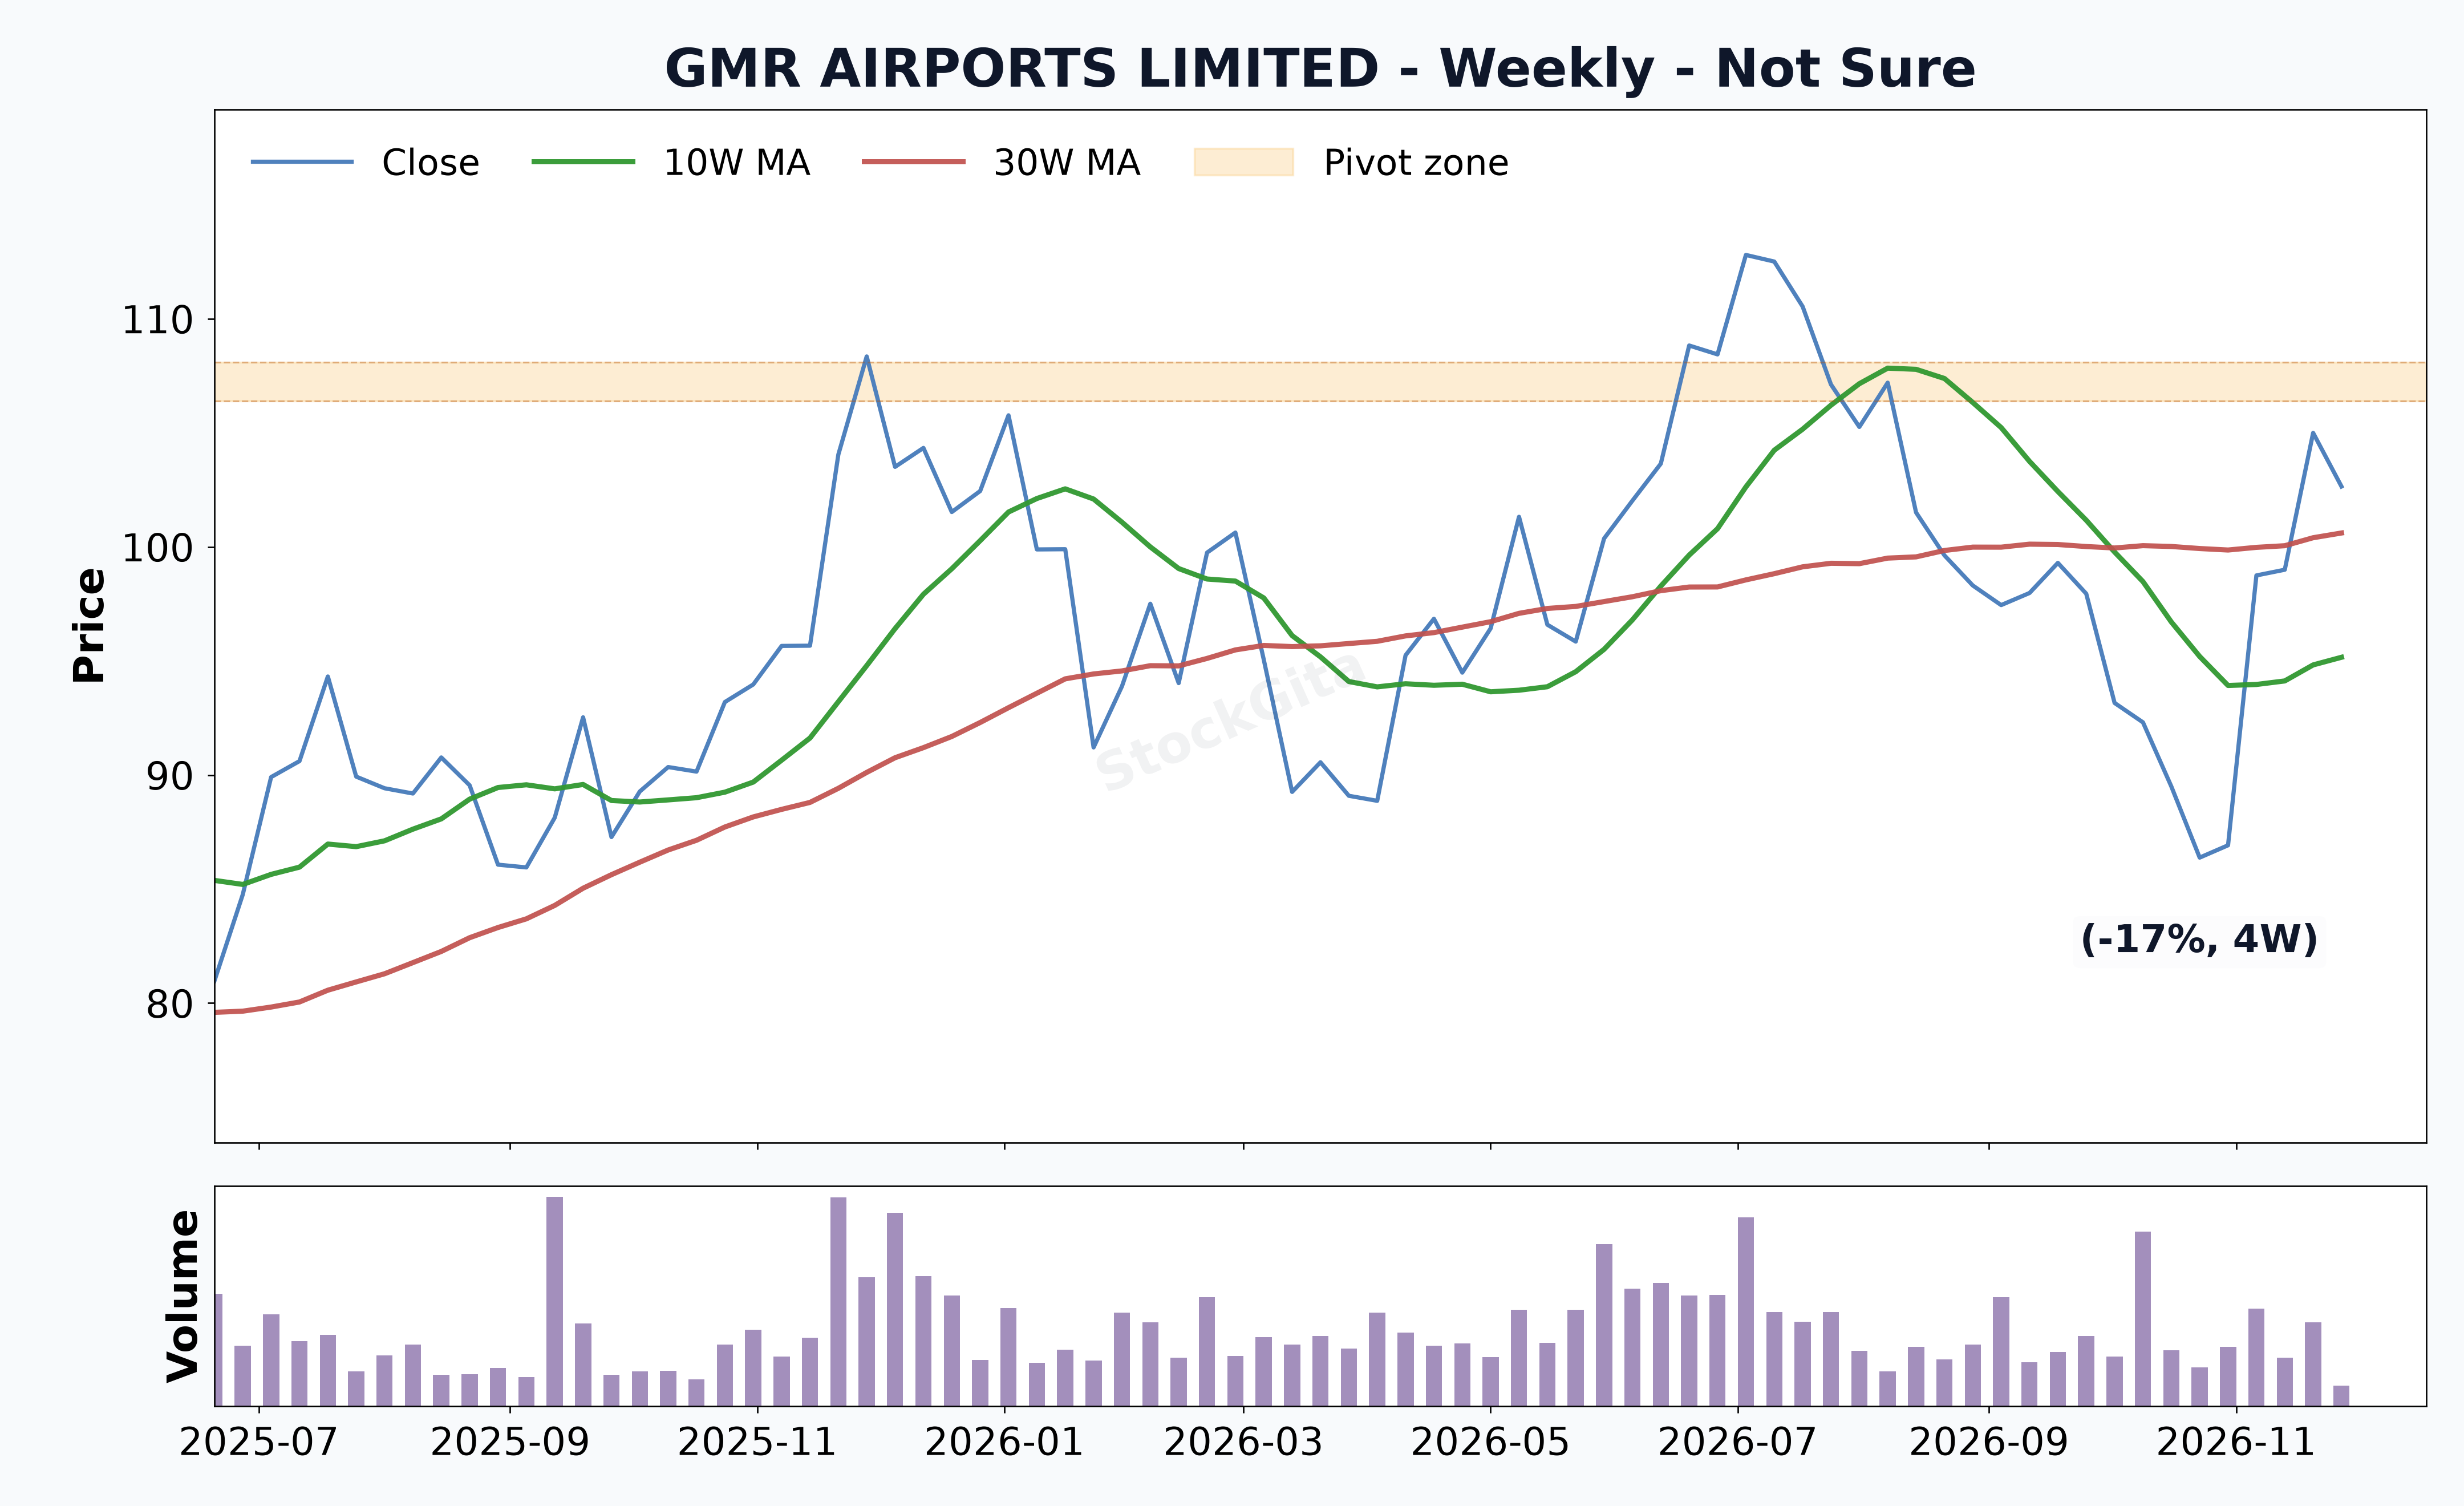 GMR AIRPORTS LIMITED - Weekly - Not Sure
Close
10W MA
30W MA
Pivot zone
Price
110
100
90
80
StockGita
(-17%, 4W)
Volume
2025-07
2025-09
2025-11
2026-01
2026-03
2026-05
2026-07
2026-09
2026-11